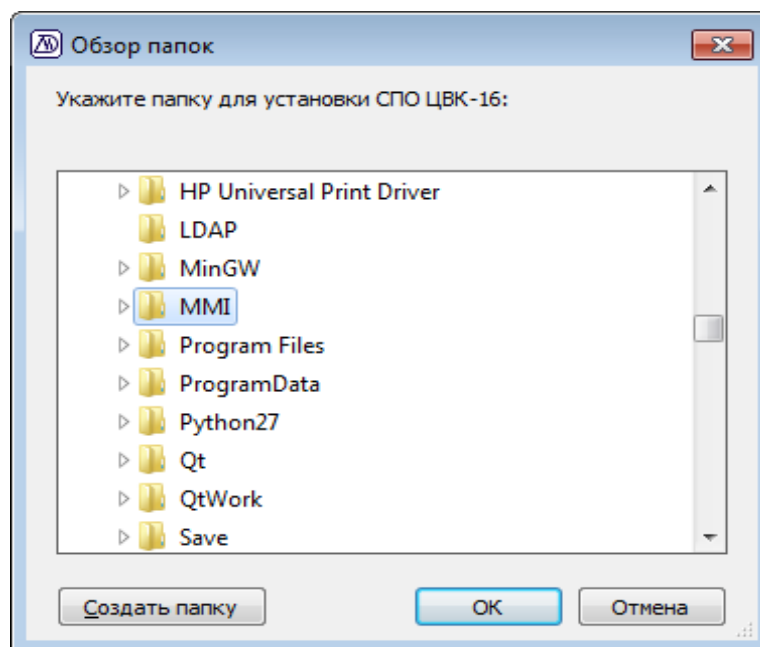 Обзор папок
Укажите папку для установки СПО ЦВК-16:
HP Universal Print Driver
LDAP
MinGW
MMI
Program Files
ProgramData
Python27
Qt
QtWork
Save
Создать папку
ОК
Отмена